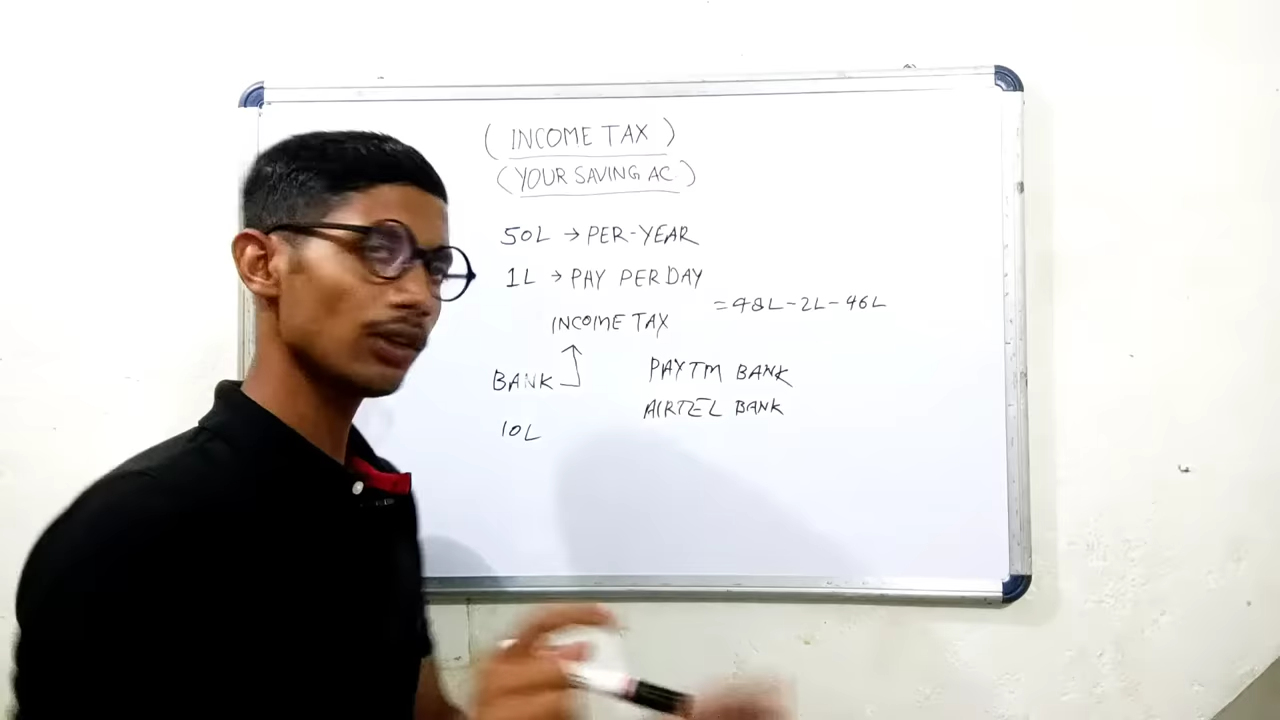 (INCOME TAX)
(YOUR SAVING AC.)
50L → PER-YEAR
1L → PAY PER DAY
= 48L - 2L - 46L
INCOME TAX
BANK
PAYTM BANK
AIRTEL BANK
10L